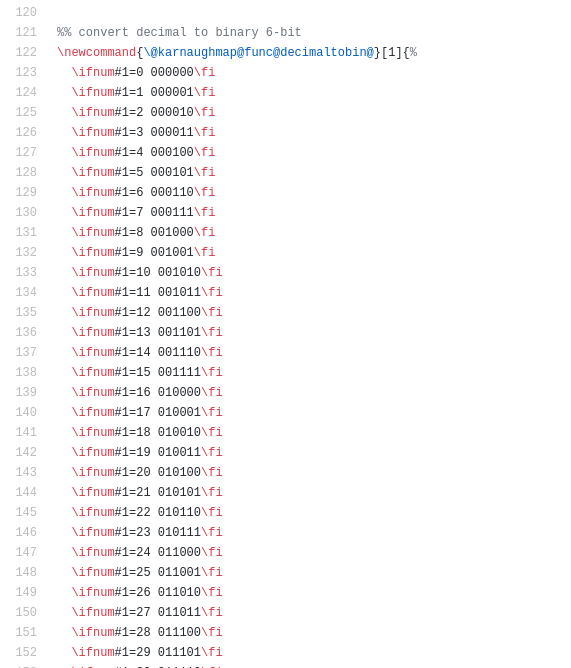 120
121 %% convert decimal to binary 6-bit
122 \newcommand{\@karnaughmap@func@decimaltobin@}[1]{%
123 \ifnum#1=0 000000\fi
124 \ifnum#1=1 000001\fi
125 \ifnum#1=2 000010\fi
126 \ifnum#1=3 000011\fi
127 \ifnum#1=4 000100\fi
128 \ifnum#1=5 000101\fi
129 \ifnum#1=6 000110\fi
130 \ifnum#1=7 000111\fi
131 \ifnum#1=8 001000\fi
132 \ifnum#1=9 001001\fi
133 \ifnum#1=10 001010\fi
134 \ifnum#1=11 001011\fi
135 \ifnum#1=12 001100\fi
136 \ifnum#1=13 001101\fi
137 \ifnum#1=14 001110\fi
138 \ifnum#1=15 001111\fi
139 \ifnum#1=16 010000\fi
140 \ifnum#1=17 010001\fi
141 \ifnum#1=18 010010\fi
142 \ifnum#1=19 010011\fi
143 \ifnum#1=20 010100\fi
144 \ifnum#1=21 010101\fi
145 \ifnum#1=22 010110\fi
146 \ifnum#1=23 010111\fi
147 \ifnum#1=24 011000\fi
148 \ifnum#1=25 011001\fi
149 \ifnum#1=26 011010\fi
150 \ifnum#1=27 011011\fi
151 \ifnum#1=28 011100\fi
152 \ifnum#1=29 011101\fi